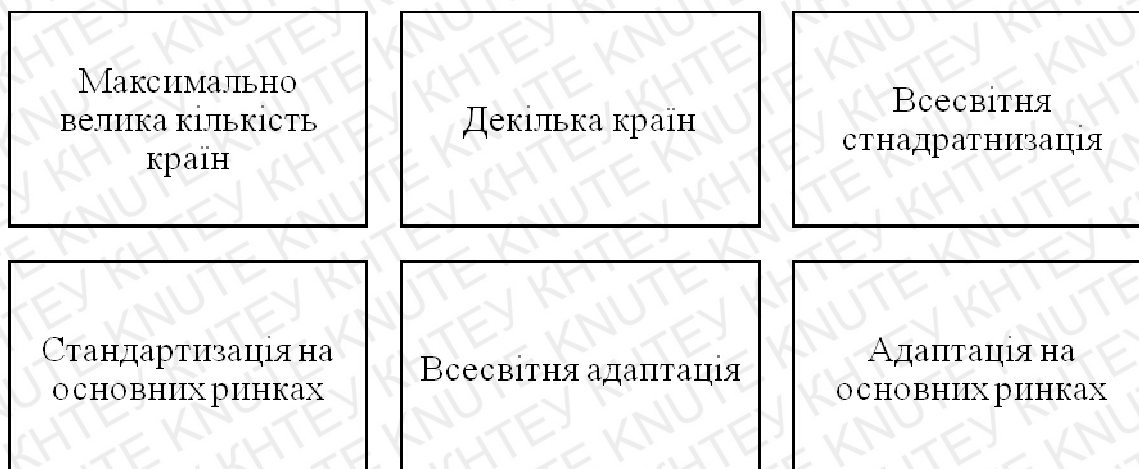 Максимально
велика кількість
країн
Декілька країн
Всесвітня
стнадратнизація
Стандартизація на
основних ринках
Всесвітня адаптація
Адаптація на
основних ринках